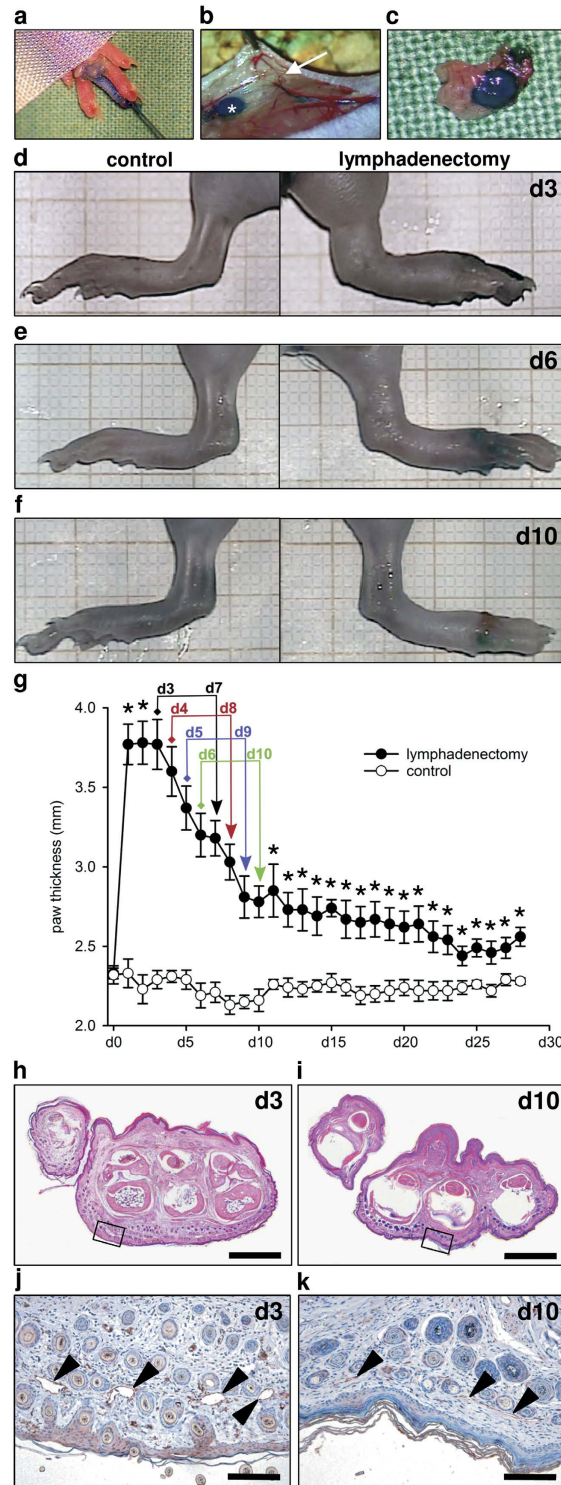 a
b
c
*
d
control
lymphadenectomy
d3
e
d6
f
d10
g
paw thickness (mm)
4.0
3.5
3.0
2.5
2.0
d0
d5
d10
d15
d20
d25
d30
* *
d3
d7
d4
d8
d5
d9
d6
d10
lymphadenectomy
control
* * * * * * * * * * * * * * * * * *
h
d3
i
d10
j
d3
k
d10